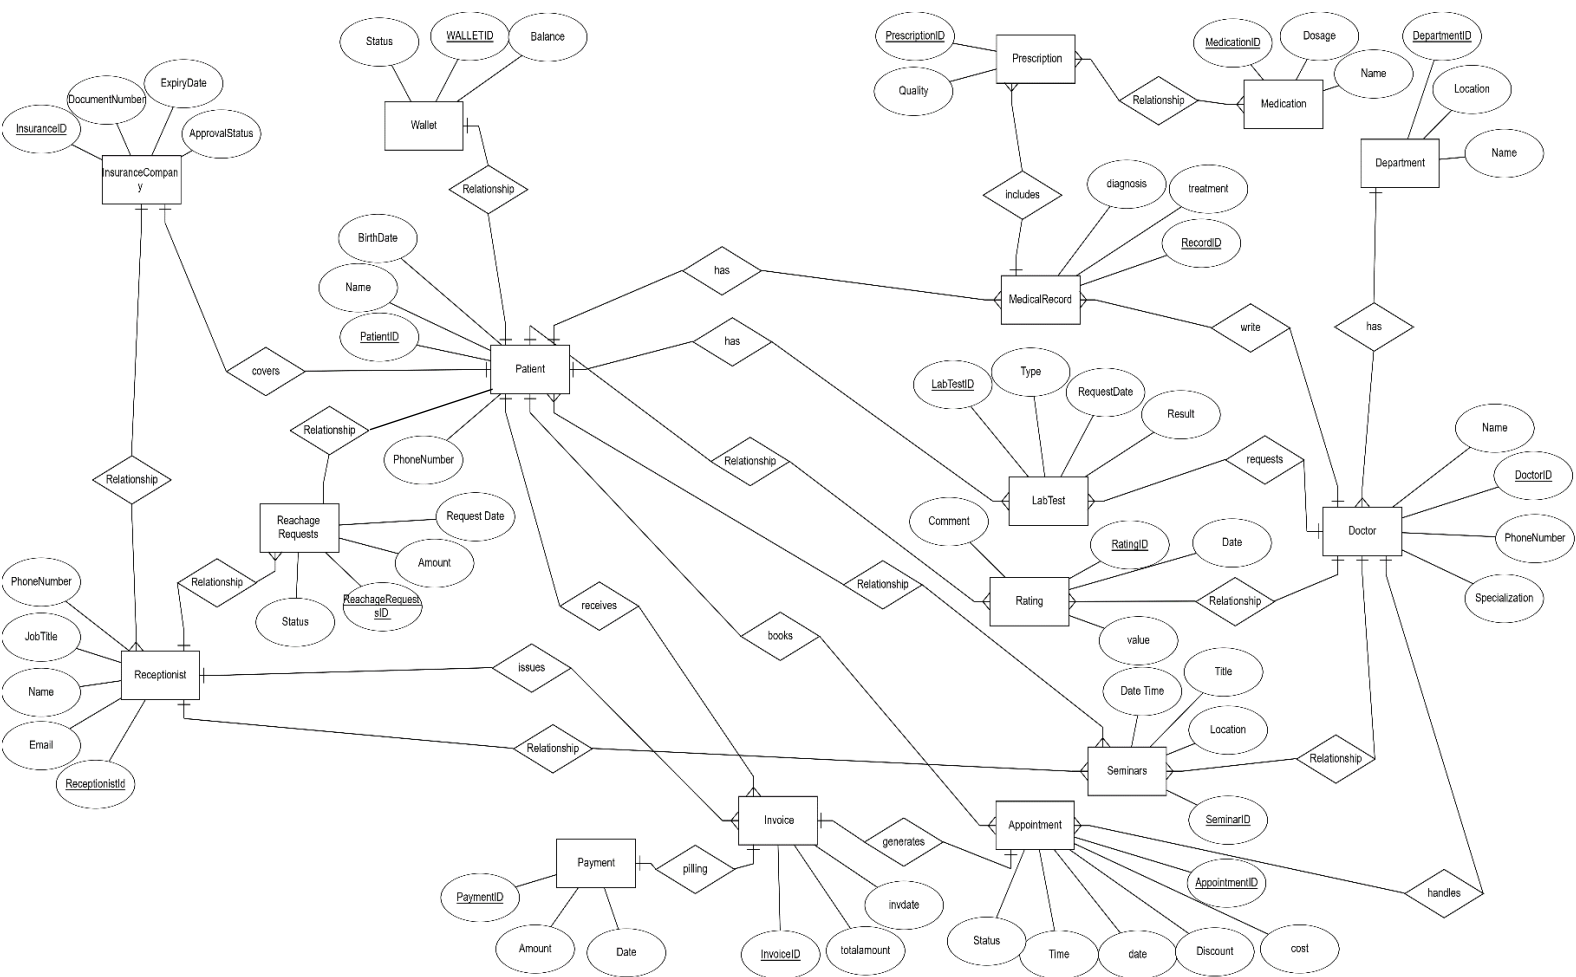 Status
WALLETID
Balance
Wallet
Relationship
InsuranceID
DocumentNumber
ExpiryDate
ApprovalStatus
InsuranceCompan
y
PrescriptionID
Quality
Prescription
Relationship
MedicationID
Dosage
Name
Medication
DepartmentID
Location
Name
Department
includes
diagnosis
treatment
RecordID
MedicalRecord
has
write
has
BirthDate
Name
PatientID
Patient
PhoneNumber
covers
has
Relationship
Relationship
LabTestID
Type
RequestDate
Result
LabTest
requests
Name
DoctorID
PhoneNumber
Specialization
Doctor
Relationship
Reachage
Requests
Request Date
Amount
ReachageRequest
sID
Status
Relationship
Comment
RatingID
Date
Rating
value
Relationship
Relationship
receives
books
PhoneNumber
JobTitle
Name
Email
ReceptionistId
Receptionist
issues
Relationship
Date Time
Title
Location
SeminarID
Seminars
Relationship
Invoice
generates
Appointment
AppointmentID
handles
Payment
pilling
PaymentID
Amount
Date
InvoiceID
totalamount
invdate
Status
Time
date
Discount
cost